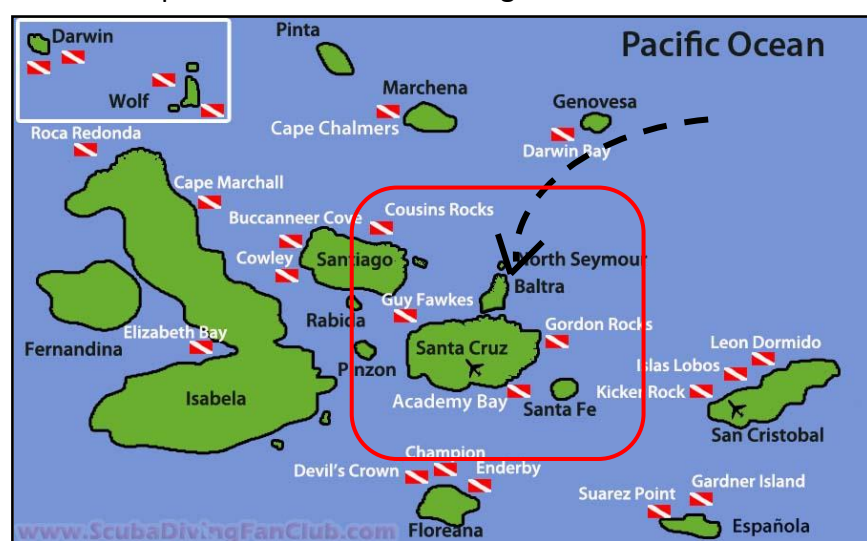 Darwin
Wolf
Pinta
Pacific Ocean
Marchena
Cape Chalmers
Genovesa
Darwin Bay
Roca Redonda
Cape Marchall
Buccanneer Cove
Cousins Rocks
Cowley
Santiago
North Seymour
Baltra
Guy Fawkes
Rabida
Elizabeth Bay
Fernandina
Pinzon
Santa Cruz
Gordon Rocks
Leon Dormido
Islas Lobos
Kicker Rock
Isabela
Academy Bay
Santa Fe
San Cristobal
Champion
Devil's Crown
Enderby
Floreana
Suarez Point
Gardner Island
Española
www.ScubaDivingFanClub.com